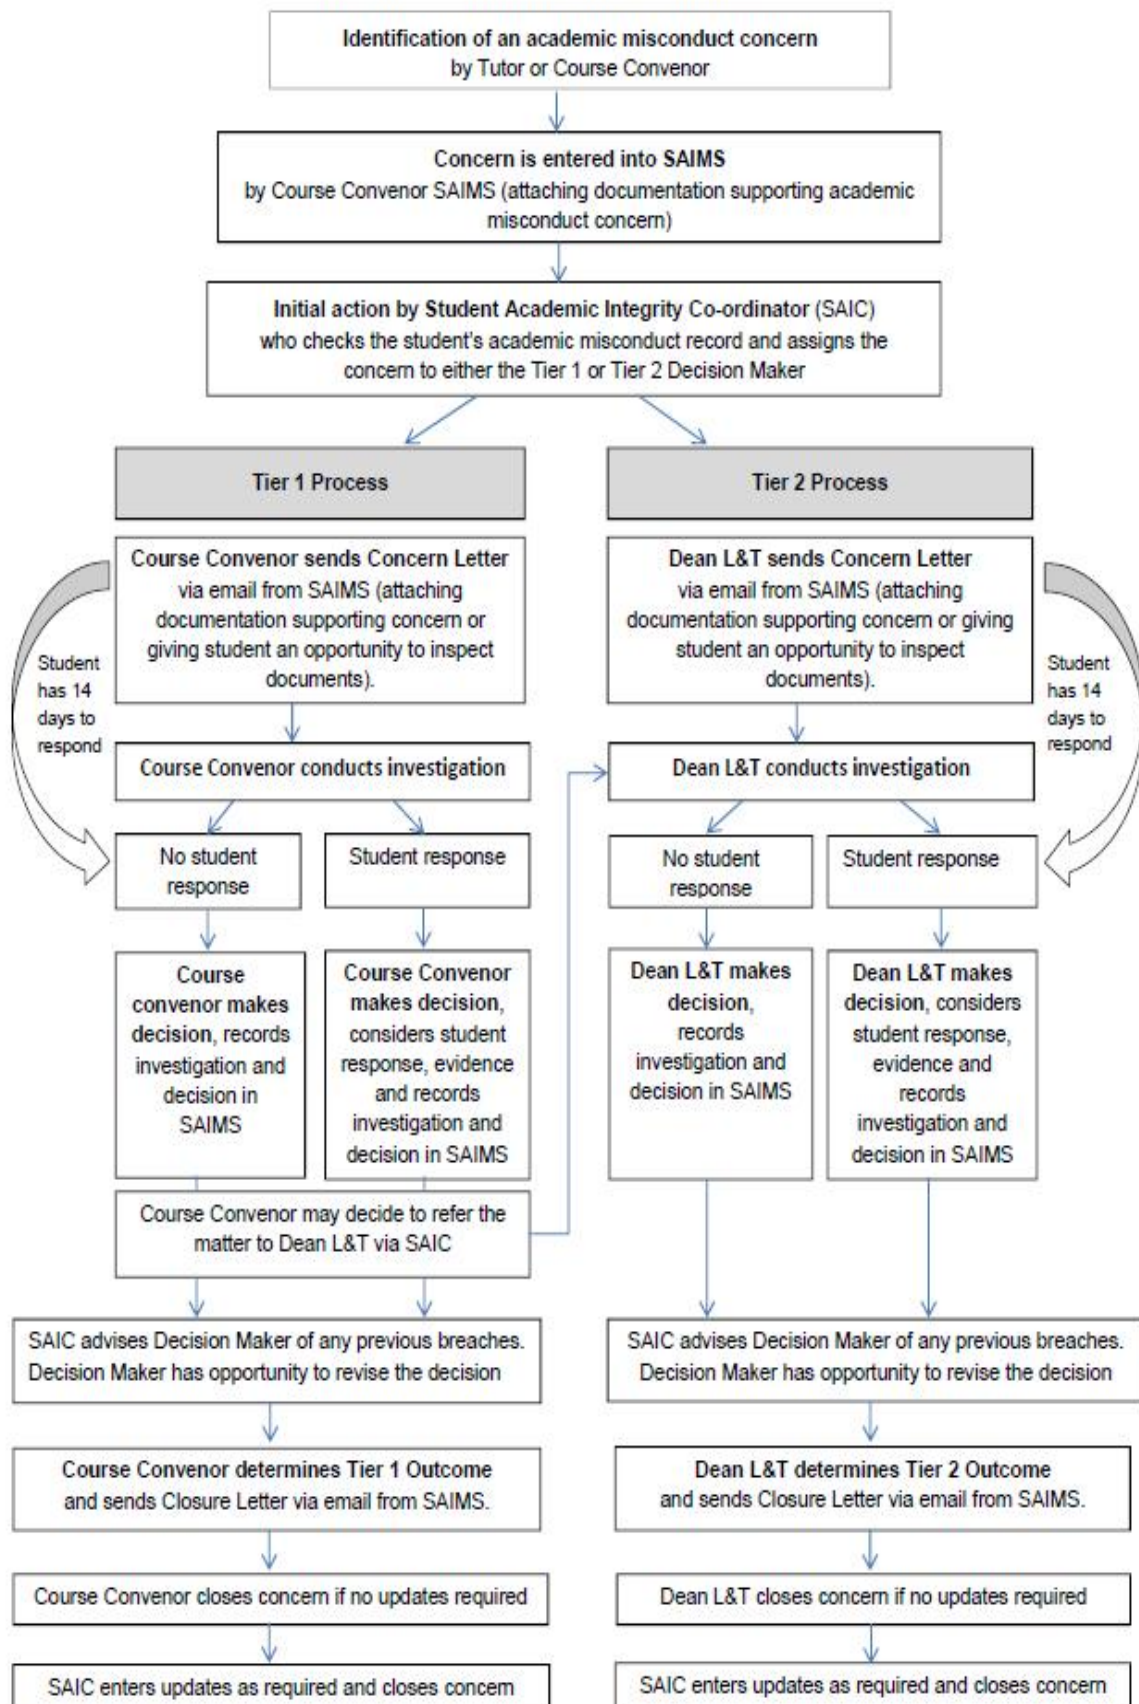 Identification of an academic misconduct concern
by Tutor or Course Convenor
Concern is entered into SAIMS
by Course Convenor SAIMS (attaching documentation supporting academic
misconduct concern)
Initial action by Student Academic Integrity Co-ordinator (SAIC)
who checks the student's academic misconduct record and assigns the
concern to either the Tier 1 or Tier 2 Decision Maker
Tier 1 Process
Course Convenor sends Concern Letter
via email from SAIMS (attaching
documentation supporting concern or
giving student an opportunity to inspect
documents).
Student
has 14
days to
respond
Course Convenor conducts investigation
No student
response
Student response
Course
convenor makes
decision, records
investigation and
decision in
SAIMS
Course Convenor
makes decision,
considers student
response, evidence
and records
investigation and
decision in SAIMS
Course Convenor may decide to refer the
matter to Dean L&T via SAIC
SAIC advises Decision Maker of any previous breaches.
Decision Maker has opportunity to revise the decision
Course Convenor determines Tier 1 Outcome
and sends Closure Letter via email from SAIMS.
Course Convenor closes concern if no updates required
SAIC enters updates as required and closes concern
Tier 2 Process
Dean L&T sends Concern Letter
via email from SAIMS (attaching
documentation supporting concern or giving
student an opportunity to inspect
documents).
Student
has 14
days to
respond
Dean L&T conducts investigation
No student
response
Student response
Dean L&T makes
decision,
records
investigation and
decision in SAIMS
Dean L&T makes
decision, considers
student response,
evidence and
records
investigation and
decision in SAIMS
SAIC advises Decision Maker of any previous breaches.
Decision Maker has opportunity to revise the decision
Dean L&T determines Tier 2 Outcome
and sends Closure Letter via email from SAIMS.
Dean L&T closes concern if no updates required
SAIC enters updates as required and closes concern